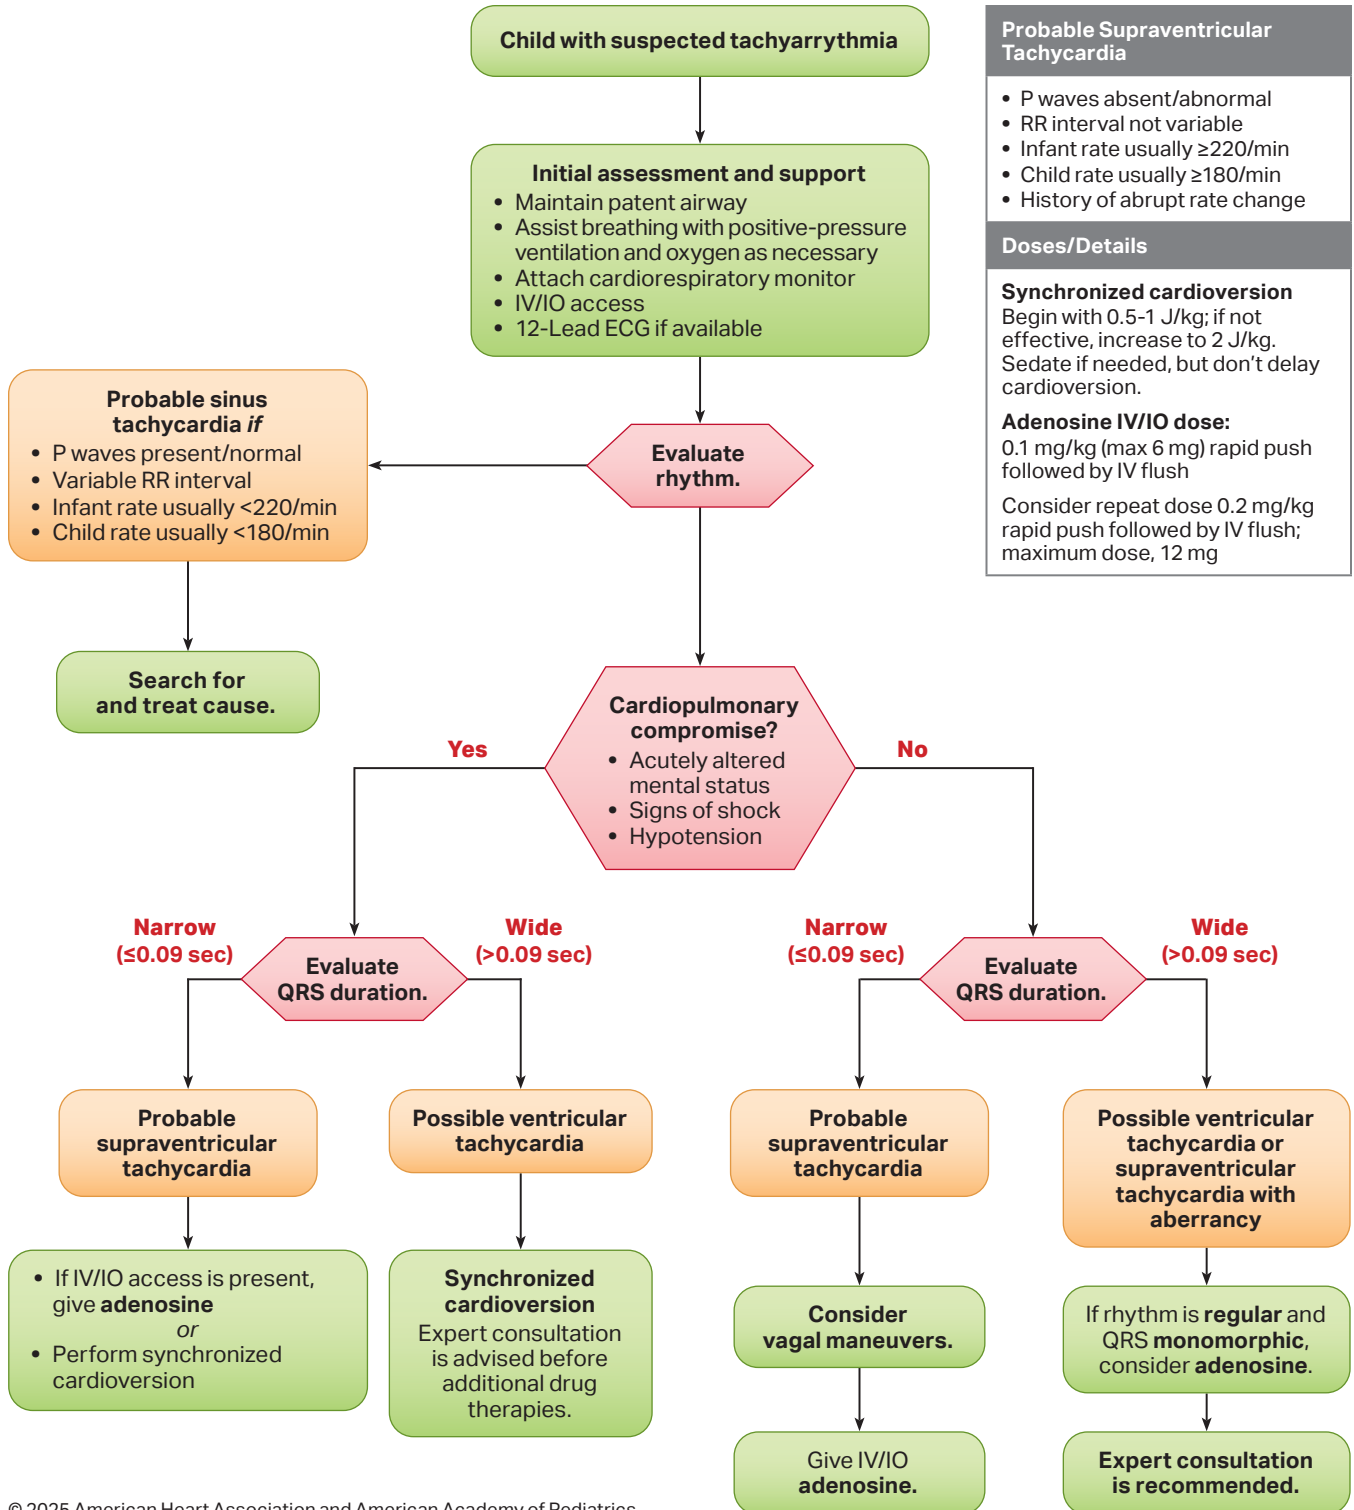 Child with suspected tachyarrythmia
Initial assessment and support
• Maintain patent airway
• Assist breathing with positive-pressure
ventilation and oxygen as necessary
• Attach cardiorespiratory monitor
• IV/IO access
• 12-Lead ECG if available
Probable Supraventricular
Tachycardia
• P waves absent/abnormal
• RR interval not variable
• Infant rate usually ≥220/min
• Child rate usually ≥180/min
• History of abrupt rate change
Doses/Details
Synchronized cardioversion
Begin with 0.5-1 J/kg; if not
effective, increase to 2 J/kg.
Sedate if needed, but don’t delay
cardioversion.
Adenosine IV/IO dose:
0.1 mg/kg (max 6 mg) rapid push
followed by IV flush
Consider repeat dose 0.2 mg/kg
rapid push followed by IV flush;
maximum dose, 12 mg
Evaluate
rhythm.
Probable sinus
tachycardia if
• P waves present/normal
• Variable RR interval
• Infant rate usually <220/min
• Child rate usually <180/min
Search for
and treat cause.
Cardiopulmonary
compromise?
• Acutely altered
mental status
• Signs of shock
• Hypotension
Yes
No
Narrow
(≤0.09 sec)
Evaluate
QRS duration.
Wide
(>0.09 sec)
Narrow
(≤0.09 sec)
Evaluate
QRS duration.
Wide
(>0.09 sec)
Probable
supraventricular
tachycardia
Possible ventricular
tachycardia
Probable
supraventricular
tachycardia
Possible ventricular
tachycardia or
supraventricular
tachycardia with
aberrancy
• If IV/IO access is present,
give adenosine
or
• Perform synchronized
cardioversion
Synchronized
cardioversion
Expert consultation
is advised before
additional drug
therapies.
Consider
vagal maneuvers.
If rhythm is regular and
QRS monomorphic,
consider adenosine.
Give IV/IO
adenosine.
Expert consultation
is recommended.
© 2025 American Heart Association and American Academy of Pediatrics